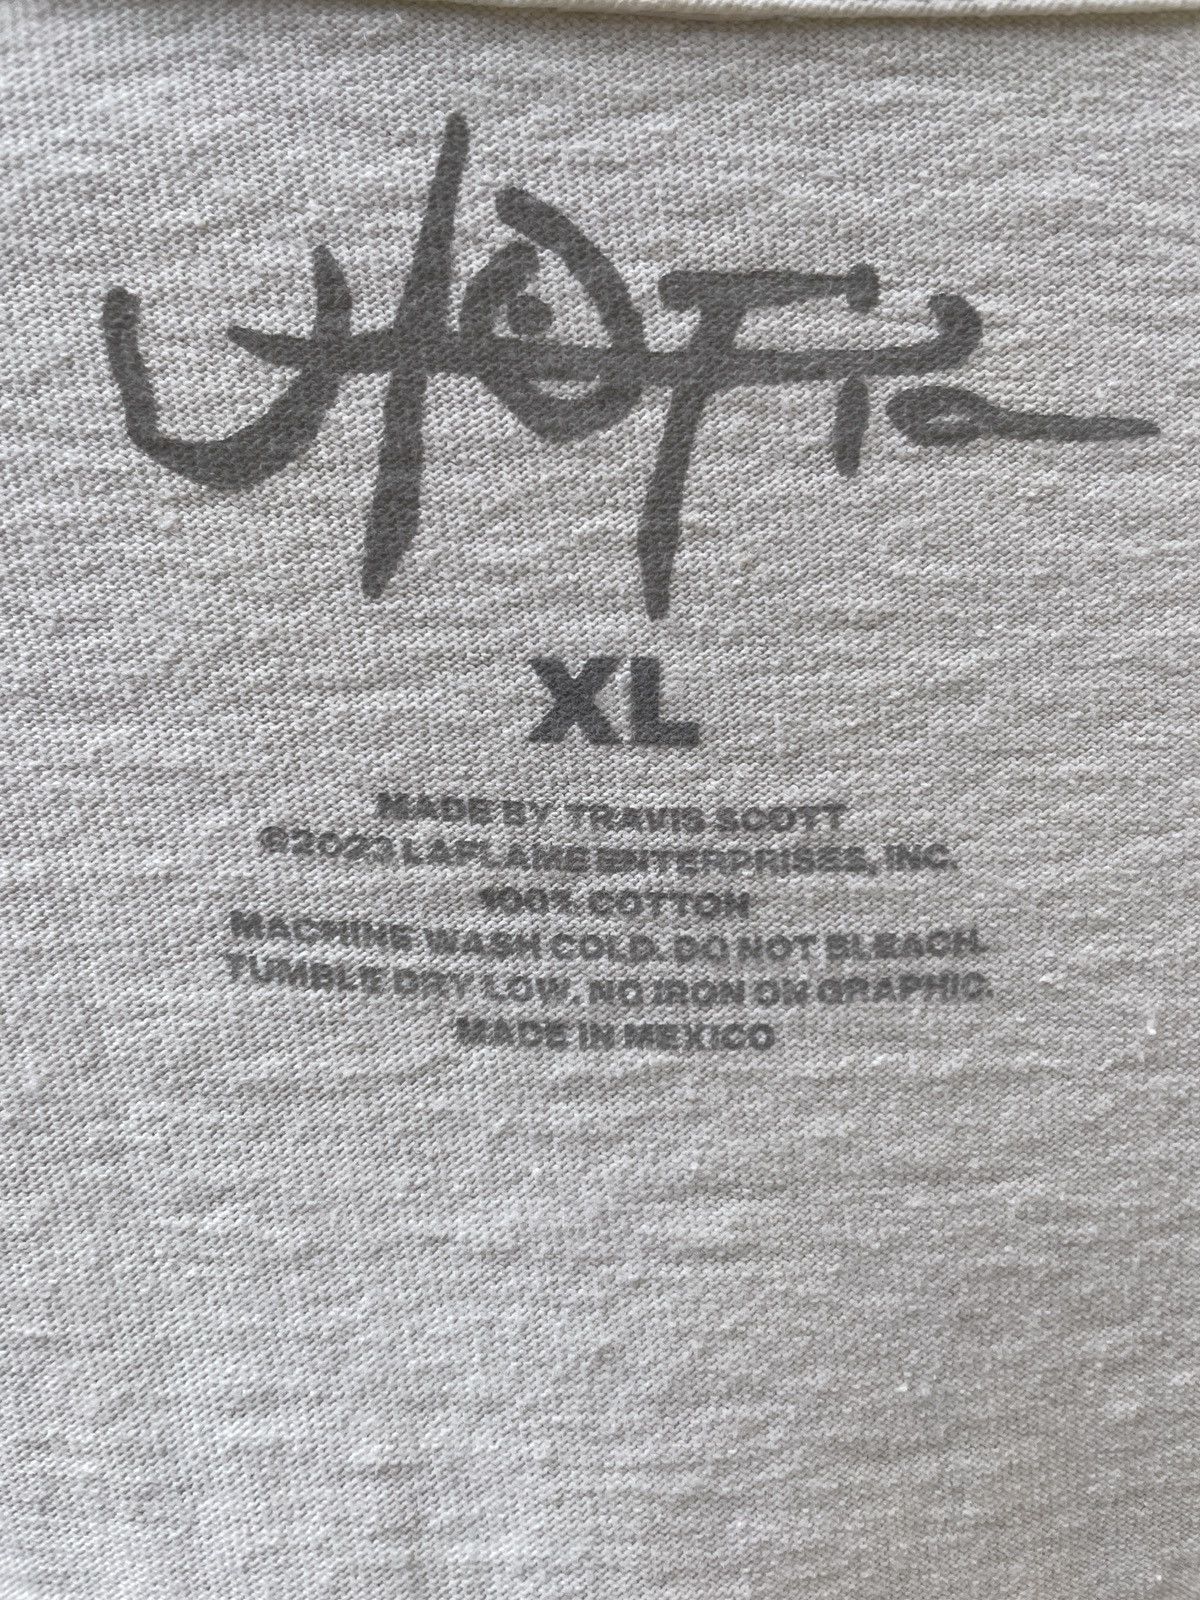 UTOPIA
XL
MADE BY TRAVIS SCOTT
©2023 LAFLAME ENTERPRISES, INC.
100% COTTON
MACHINE WASH COLD. DO NOT BLEACH.
TUMBLE DRY LOW. NO IRON ON GRAPHIC.
MADE IN MEXICO